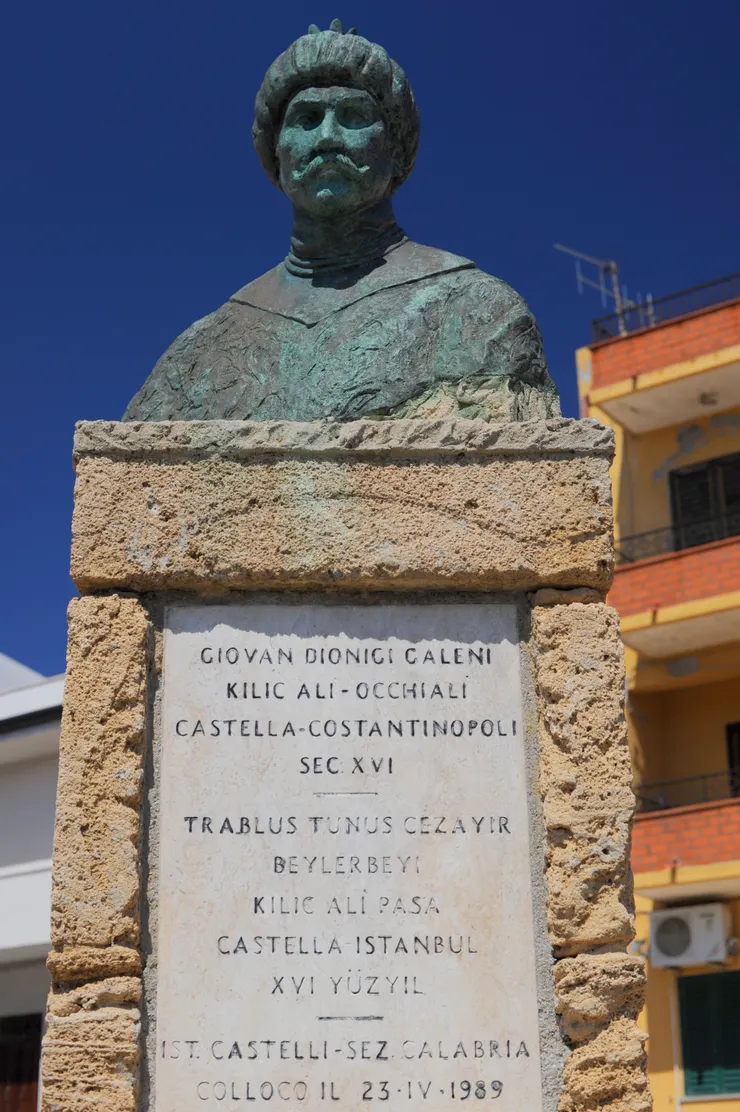 GIOVAN DIONIGI GALENI
KILIC ALI-OCCHIALI
CASTELLA-COSTANTINOPOLI
SEC. XVI
TRABLUS TUNUS CEZAYIR
BEYLERBEYI
KILIC ALİ PASA
CASTELLA-ISTANBUL
XVI YÜZYIL
IST. CASTELLI-SEZ. CALABRIA
COLLOCO IL 23·IV·1989